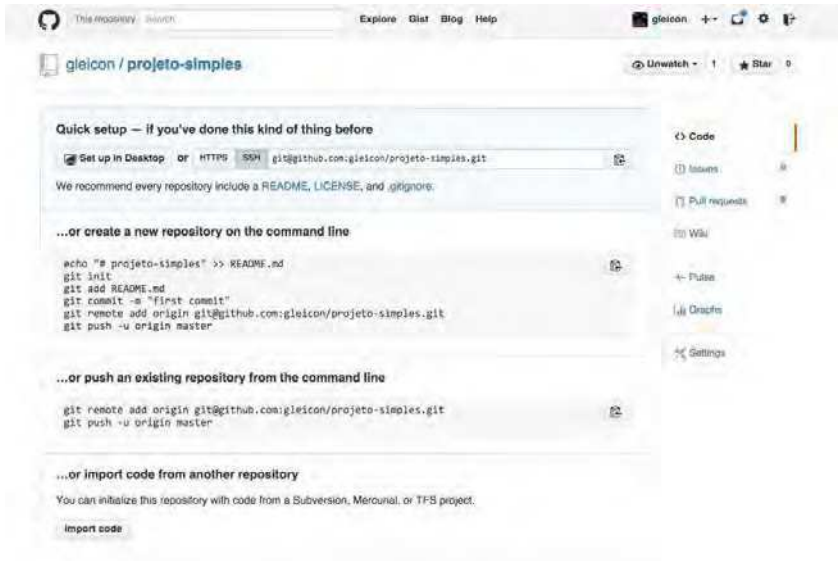 This repository Search Explore Gist Blog Help gleicon
gleicon / projeto-simples Unwatch 1 Star 0
Quick setup — if you've done this kind of thing before
Set up in Desktop or HTTPS SSH git@github.com:gleicon/projeto-simples.git
We recommend every repository include a README, LICENSE, and .gitignore.
...or create a new repository on the command line
echo "# projeto-simples" >> README.md
git init
git add README.md
git commit -m "first commit"
git remote add origin git@github.com:gleicon/projeto-simples.git
git push -u origin master
...or push an existing repository from the command line
git remote add origin git@github.com:gleicon/projeto-simples.git
git push -u origin master
...or import code from another repository
You can initialize this repository with code from a Subversion, Mercurial, or TFS project.
Import code
Code
Issues 0
Pull requests 0
Wiki
Pulse
Graphs
Settings